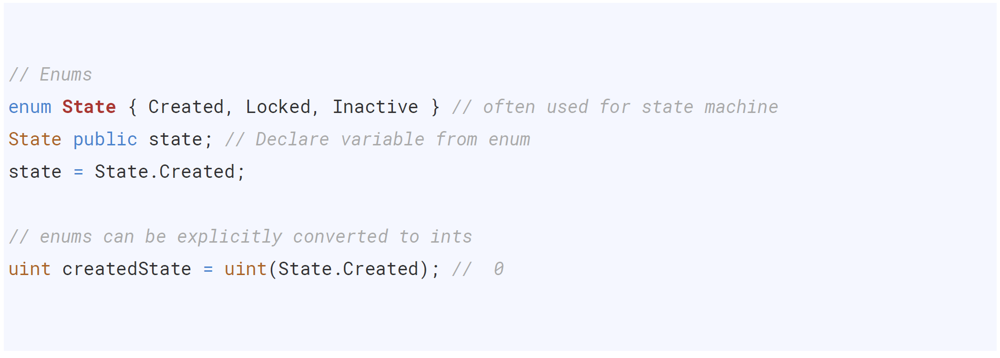 // Enums
enum State { Created, Locked, Inactive } // often used for state machine
State public state; // Declare variable from enum
state = State.Created;
// enums can be explicitly converted to ints
uint createdState = uint(State.Created); //  0